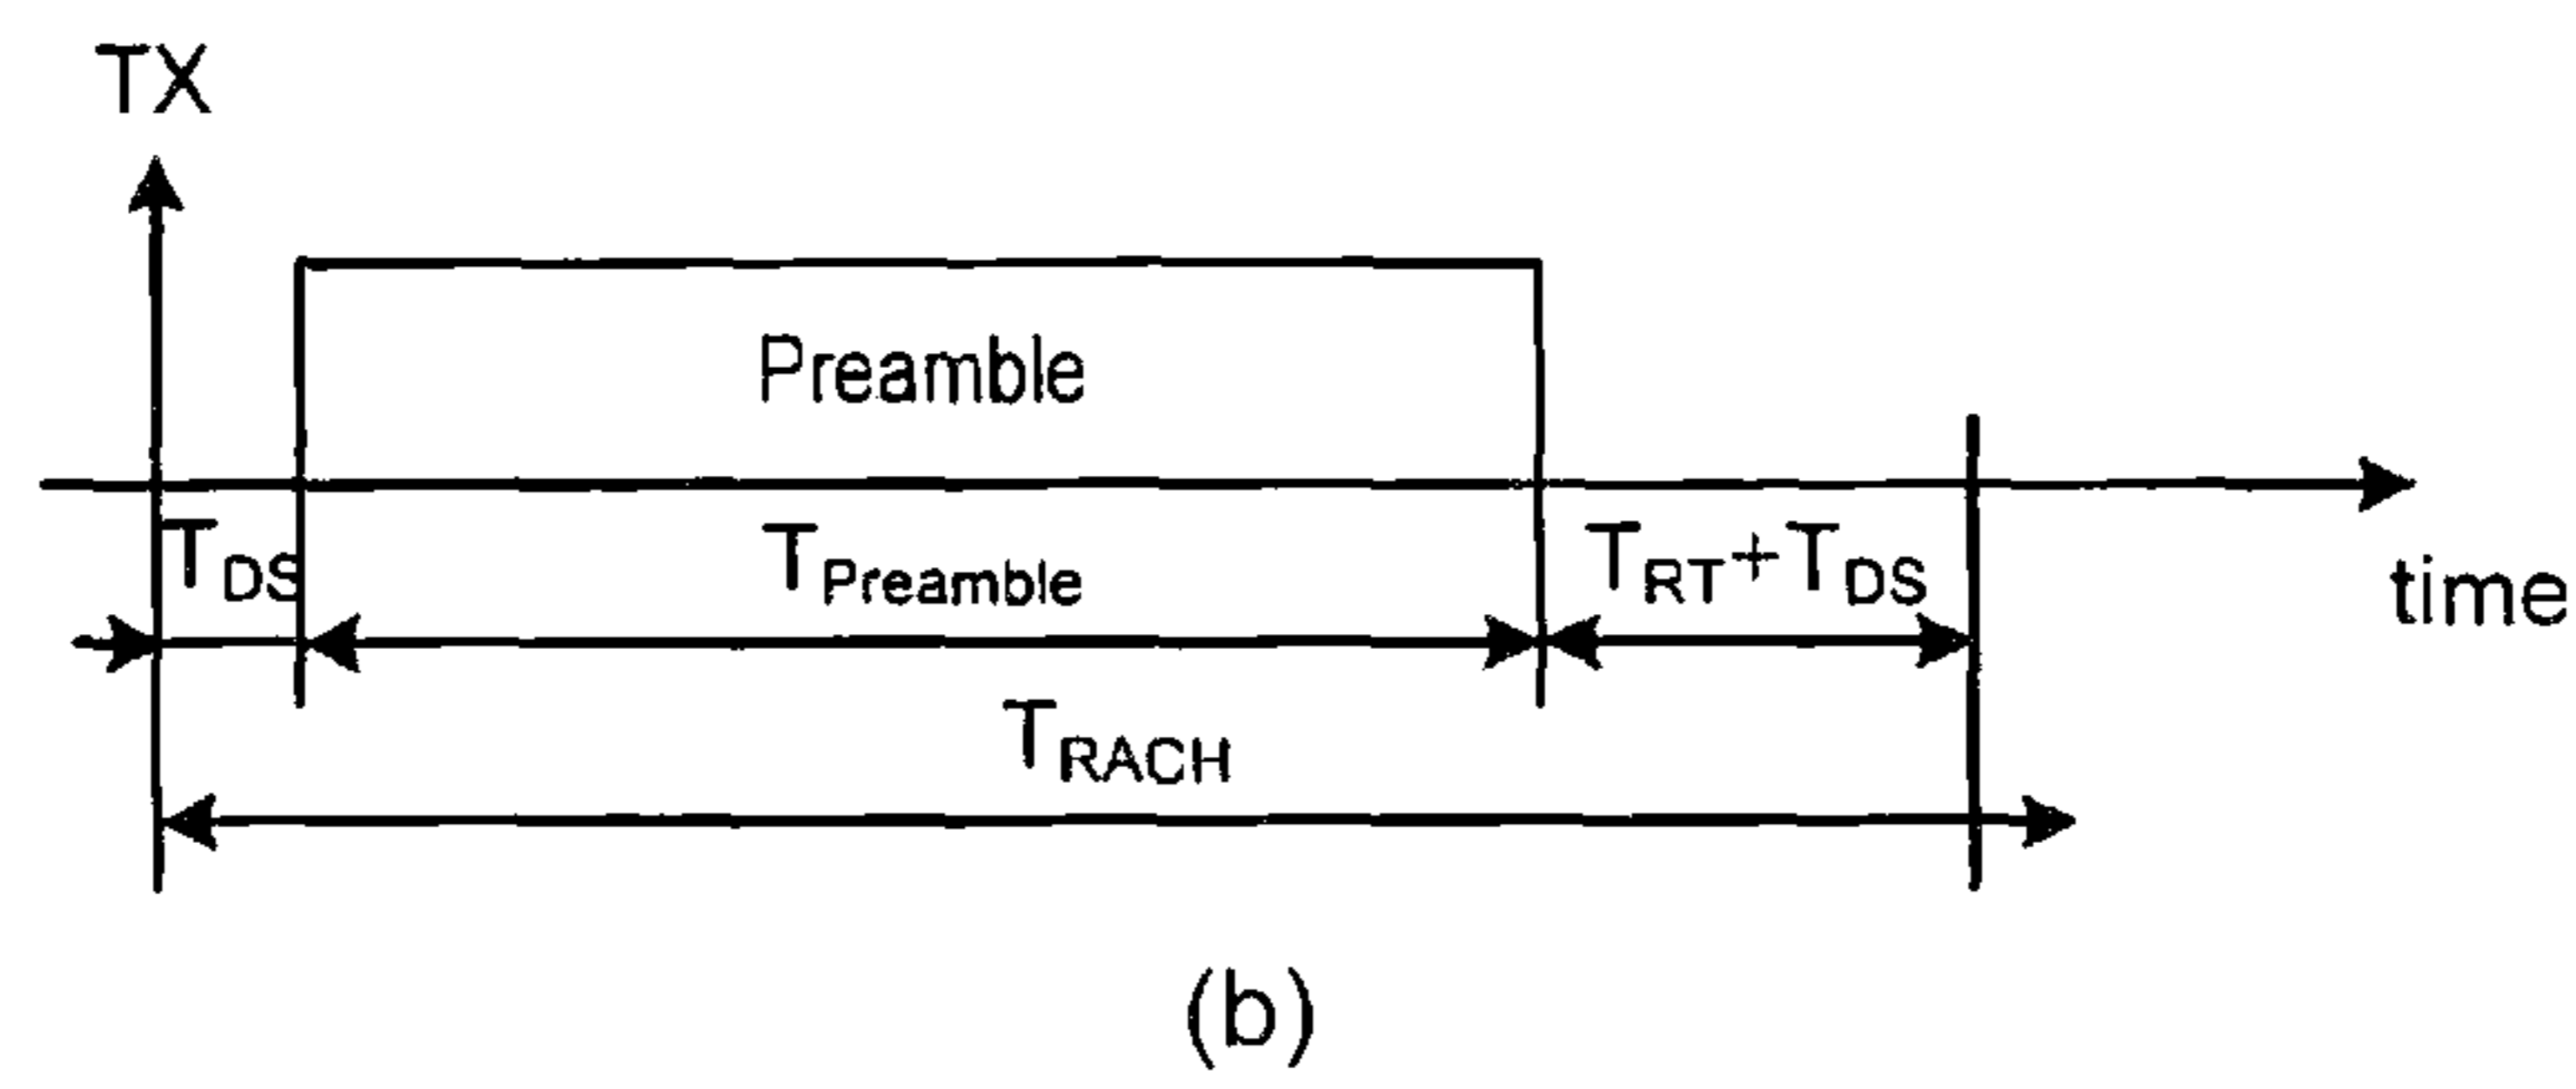 TX
Preamble
T_DS T_Preamble T_RT+T_DS
time
T_RACH
(b)